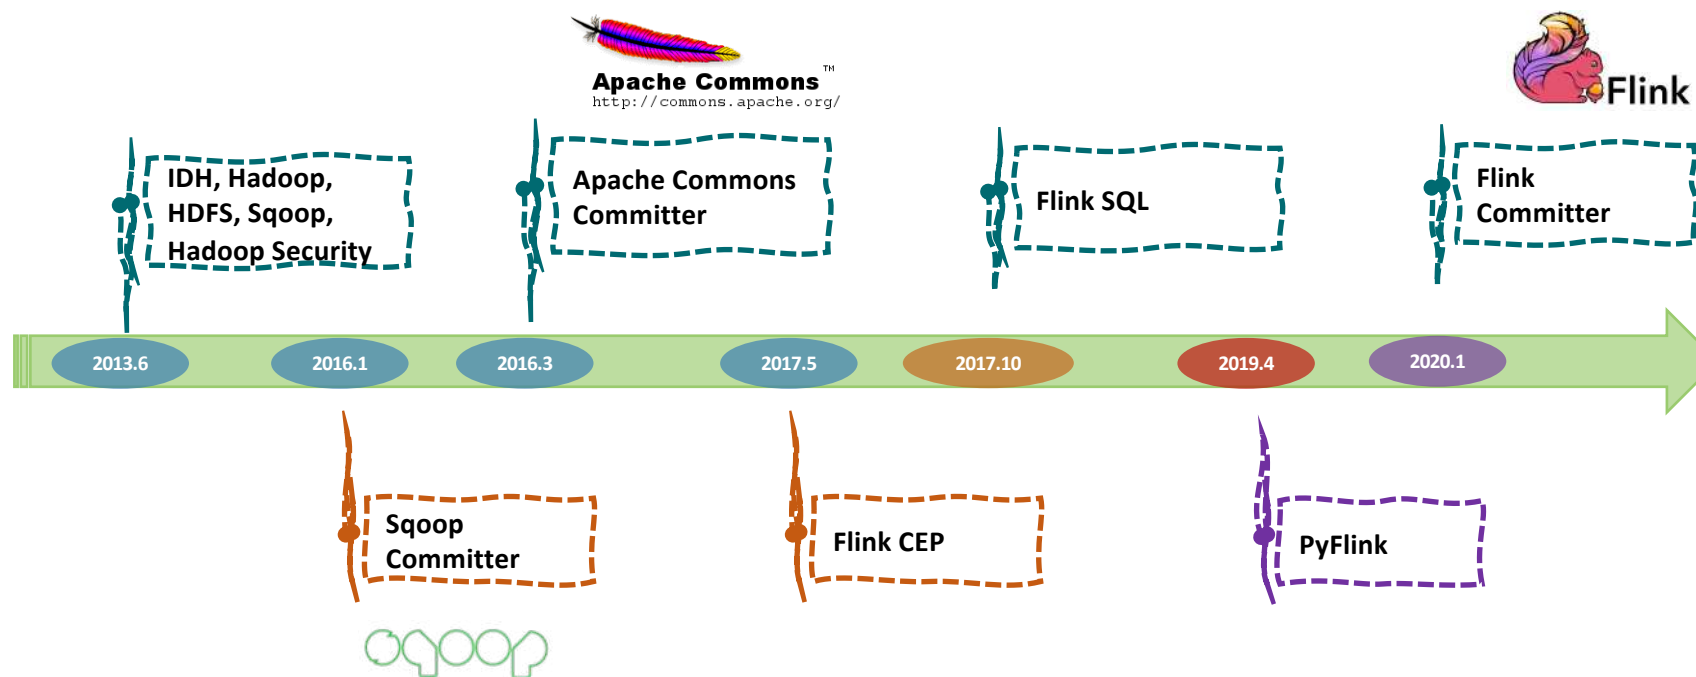 Apache Commons™
http://commons.apache.org/
Flink
IDH, Hadoop,
HDFS, Sqoop,
Hadoop Security
Apache Commons
Committer
Flink SQL
Flink
Committer
2013.6
2016.1
2016.3
2017.5
2017.10
2019.4
2020.1
Sqoop
Committer
Flink CEP
PyFlink
sqoop